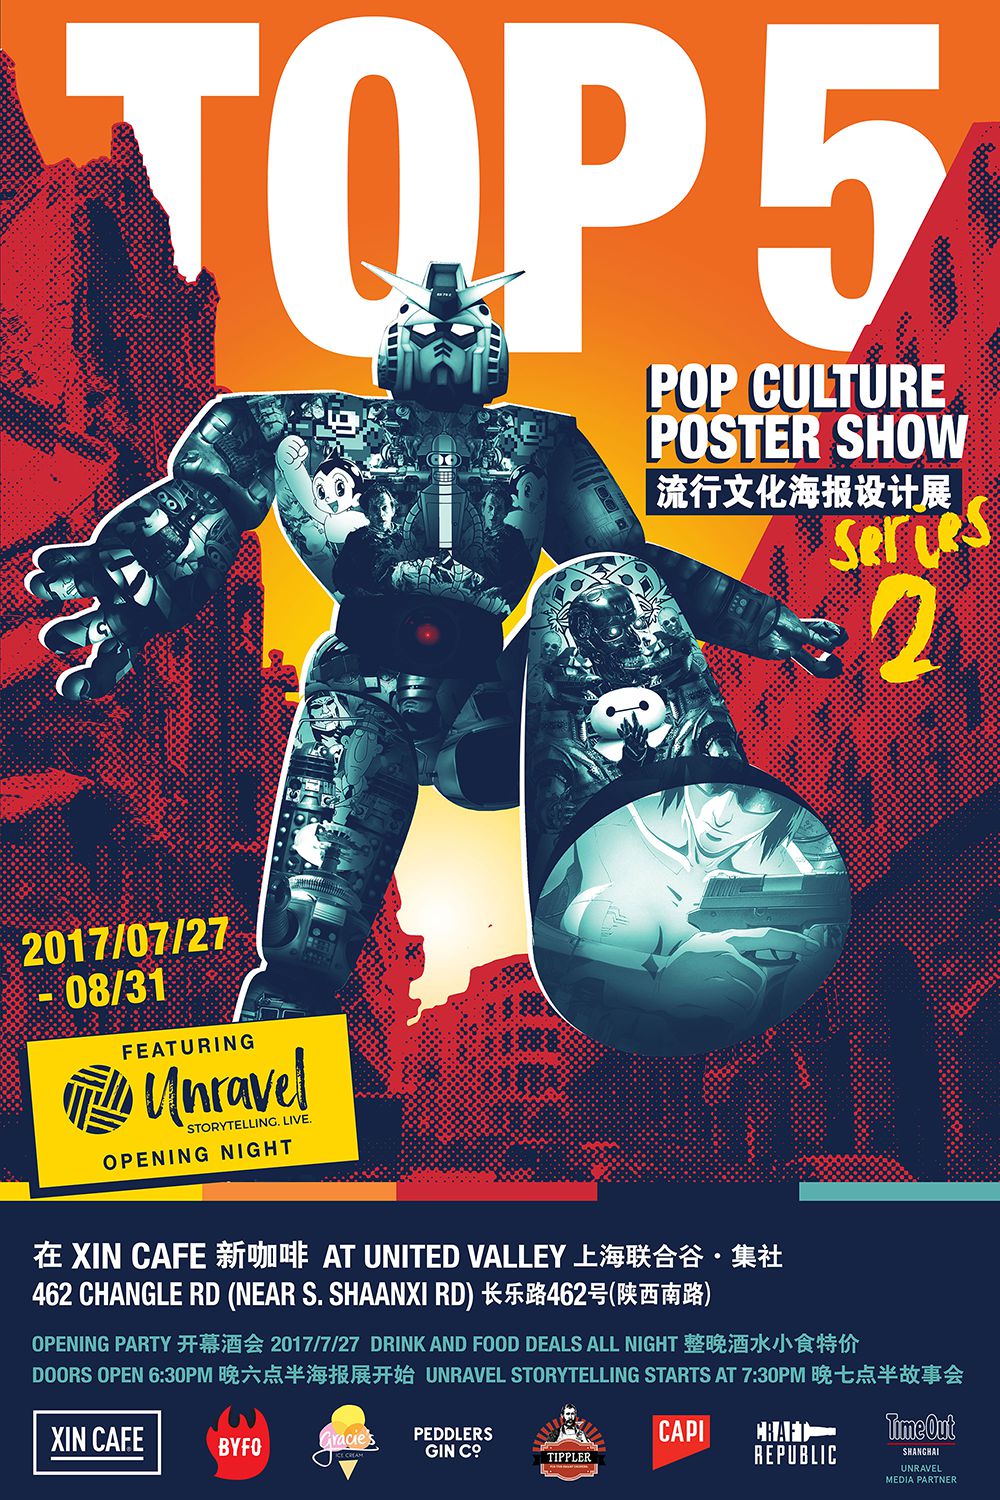 TOP 5
POP CULTURE
POSTER SHOW
流行文化海报设计展
series
2
2017/07/27
- 08/31
FEATURING
Unravel
STORYTELLING. LIVE.
OPENING NIGHT
在 XIN CAFE 新咖啡 AT UNITED VALLEY 上海联合谷・集社
462 CHANGLE RD (NEAR S. SHAANXI RD) 长乐路462号(陕西南路)
OPENING PARTY 开幕酒会 2017/7/27 DRINK AND FOOD DEALS ALL NIGHT 整晚酒水小食特价
DOORS OPEN 6:30PM 晚六点半海报展开始 UNRAVEL STORYTELLING STARTS AT 7:30PM 晚七点半故事会
XIN CAFE
BYFO
Gracie's
ICE CREAM
PEDDLERS
GIN Cº
TIPPLER
CAPI
CRAFT
REPUBLIC
TimeOut
SHANGHAI
UNRAVEL
MEDIA PARTNER